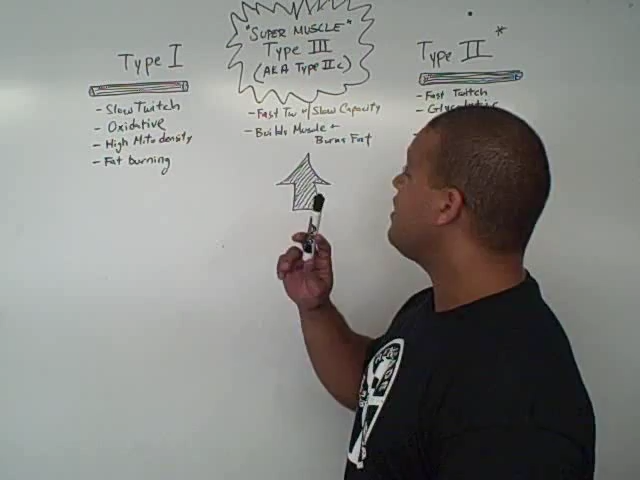 Type I
- Slow Twitch
- Oxidative
- High Mito density
- Fat burning
"SUPER MUSCLE"
Type III
(AKA Type IIc)
- Fast Tw w/ Slow Capacity
- Builds Muscle +
Burns Fat
Type II *
- Fast Twitch
- Glycolytic